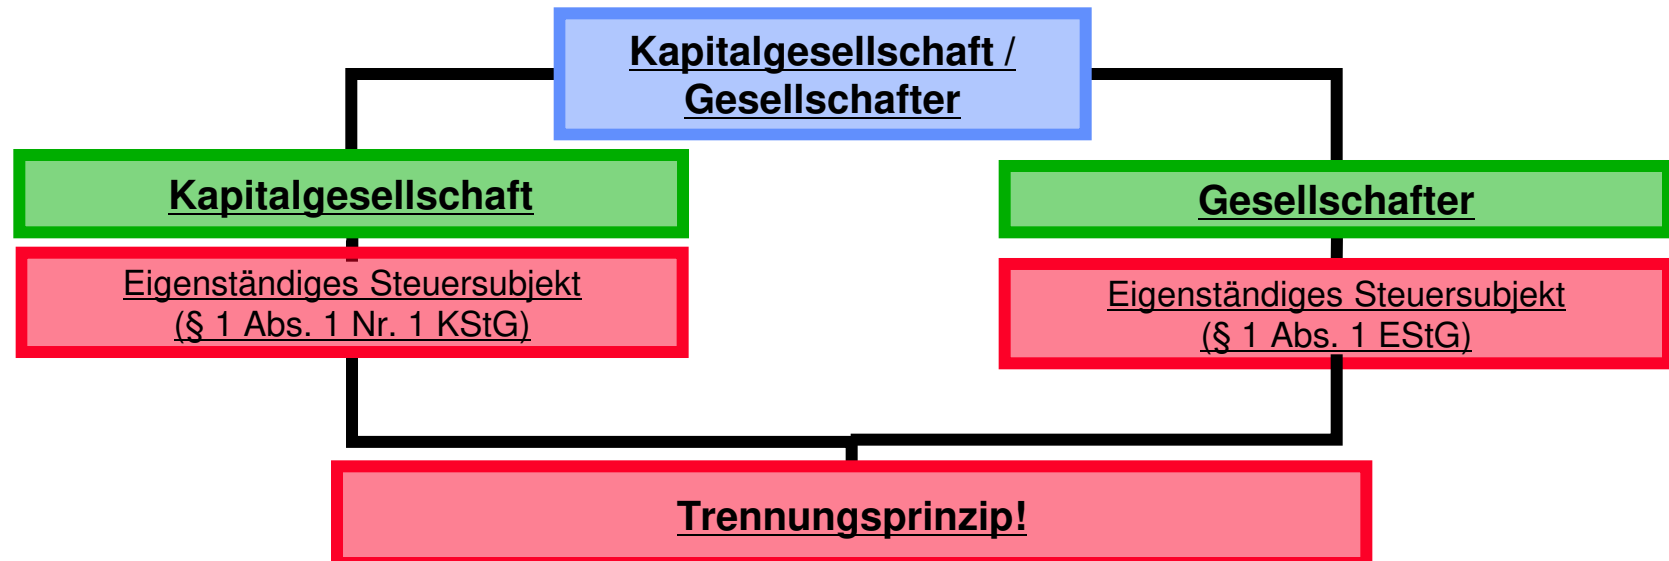 Kapitalgesellschaft /
Gesellschafter
Kapitalgesellschaft
Eigenständiges Steuersubjekt
(§ 1 Abs. 1 Nr. 1 KStG)
Gesellschafter
Eigenständiges Steuersubjekt
(§ 1 Abs. 1 EStG)
Trennungsprinzip!